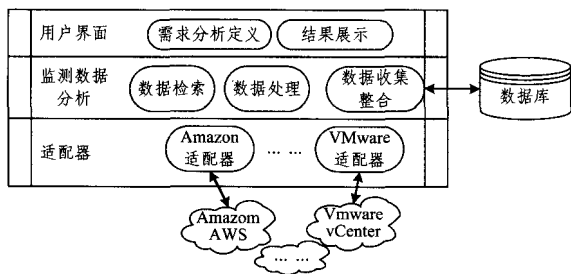 用户界面
需求分析定义
结果展示
监测数据
分析
数据检索
数据处理
数据收集
整合
数据库
适配器
Amazon
适配器
... ...
VMware
适配器
Amazom
AWS
Vmware
vCenter
... ...